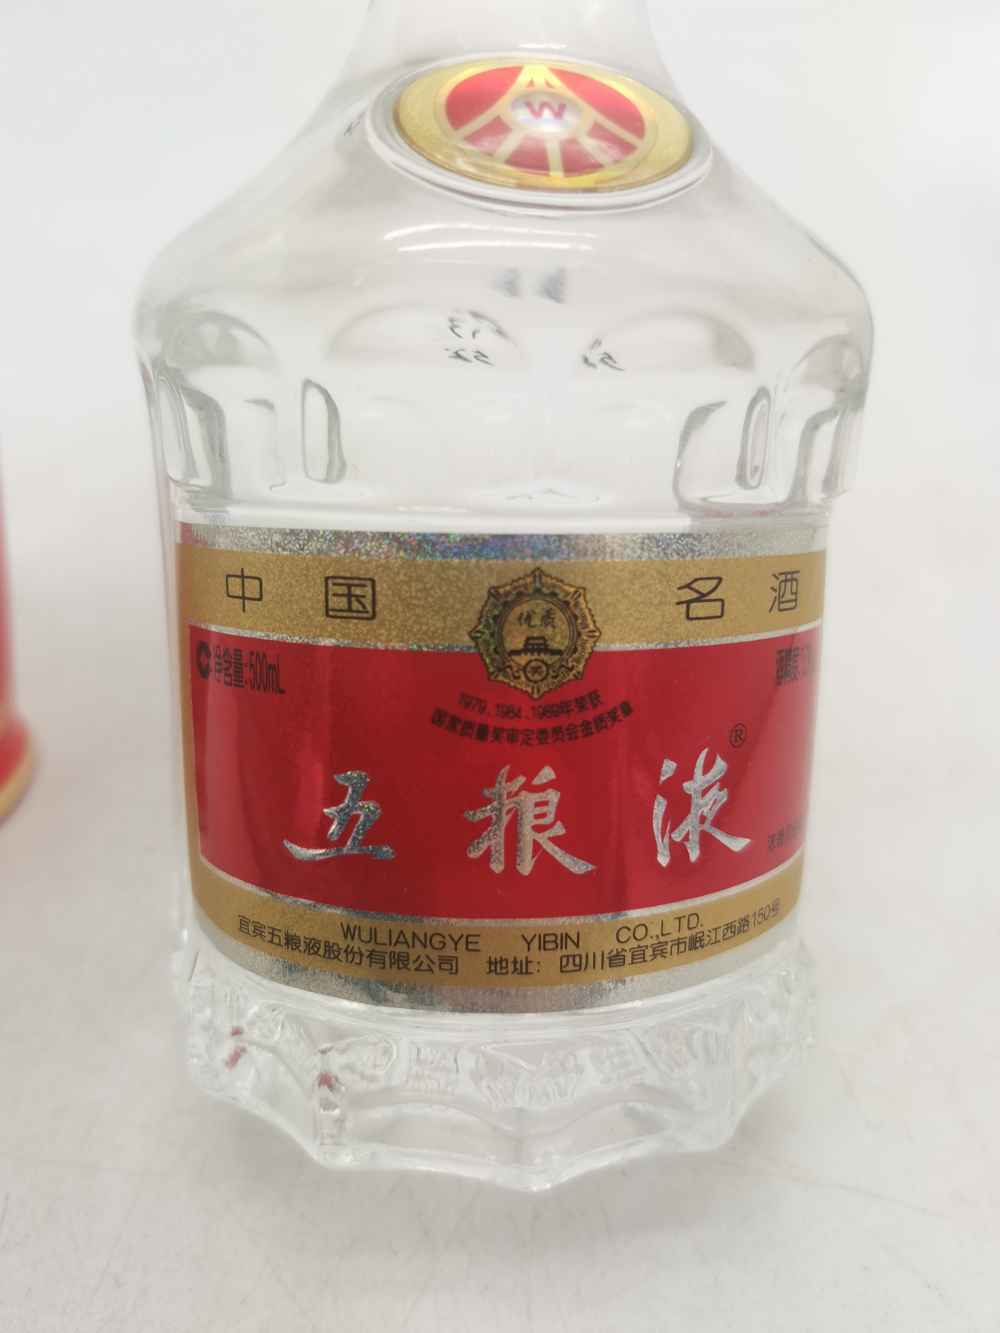 W
中国 名酒
优质
净含量:500mL
1979、1984、1989年荣获
国家质量奖审定委员会金质奖章
五粮液®
WULIANGYE YIBIN CO.,LTD.
宜宾五粮液股份有限公司 地址：四川省宜宾市岷江西路150号